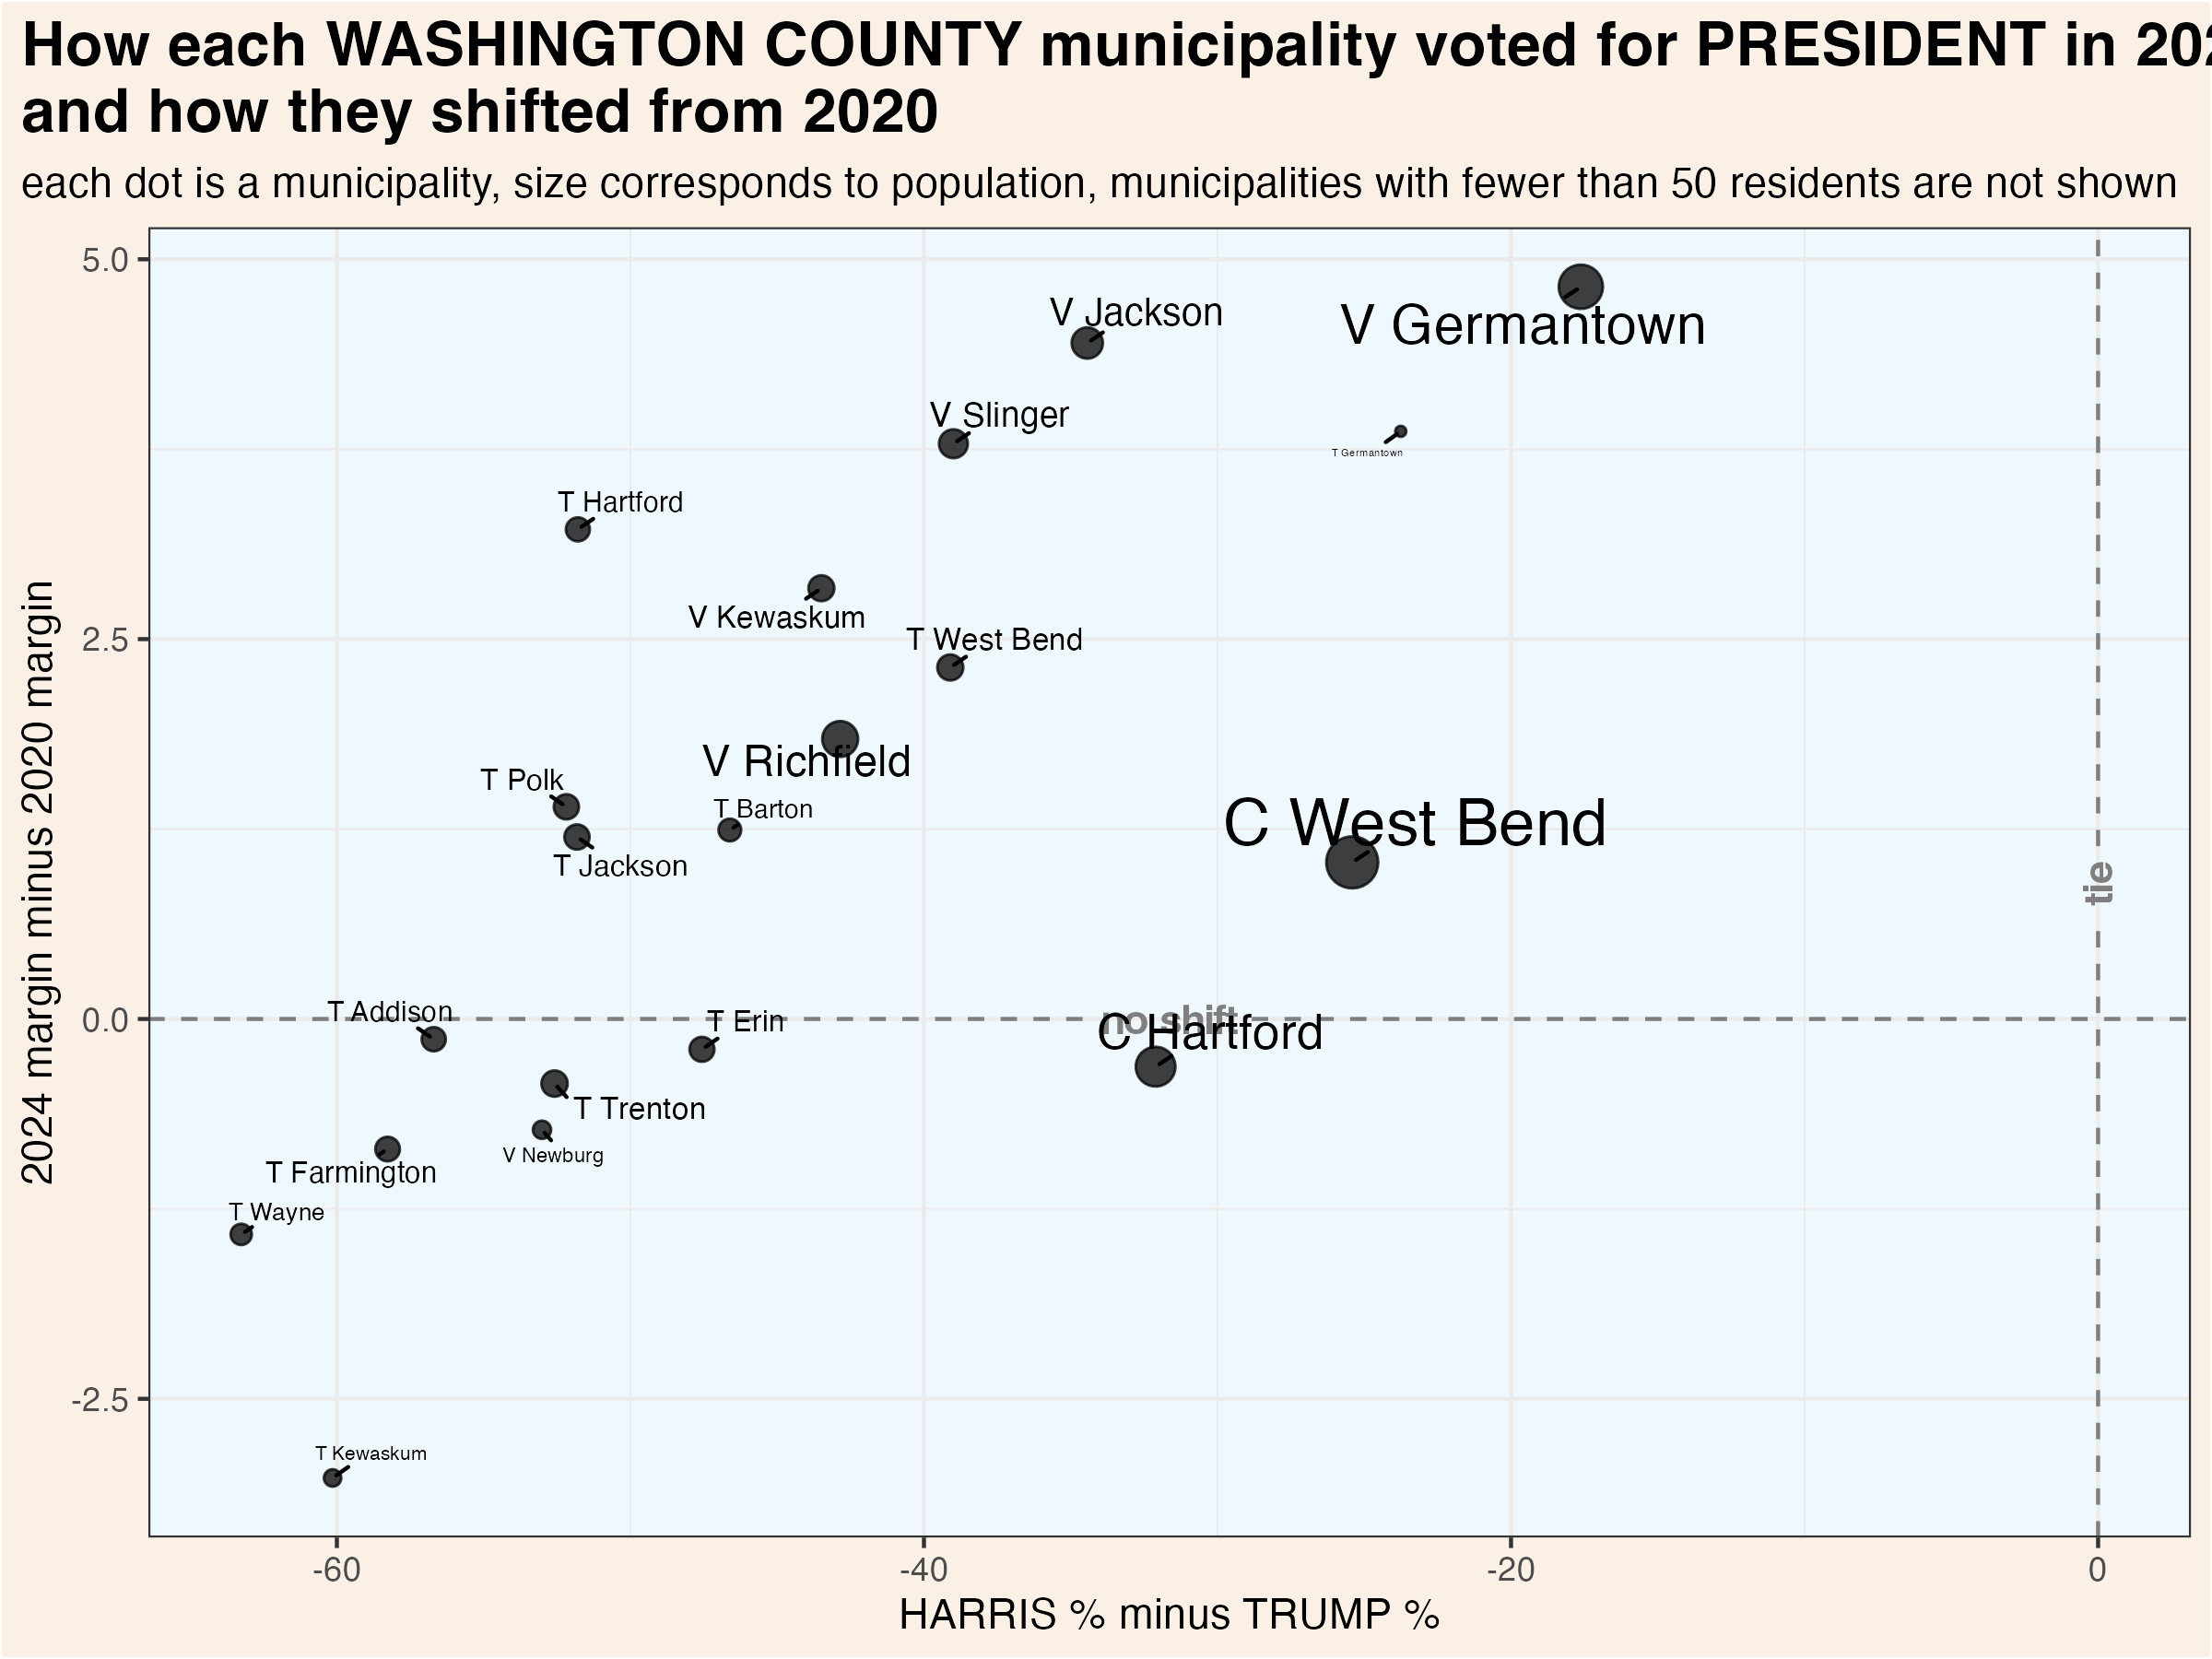 How each WASHINGTON COUNTY municipality voted for PRESIDENT in 202
and how they shifted from 2020
each dot is a municipality, size corresponds to population, municipalities with fewer than 50 residents are not shown
5.0
V Jackson
V Germantown
V Slinger
T Germantown
T Hartford
V Kewaskum
2.5
T West Bend
V Richfield
T Polk
T Barton
C West Bend
T Jackson
tie
2024 margin minus 2020 margin
T Addison
0.0
T Erin
no shift
C Hartford
T Trenton
V Newburg
T Farmington
T Wayne
-2.5
T Kewaskum
-60
-40
-20
0
HARRIS % minus TRUMP %